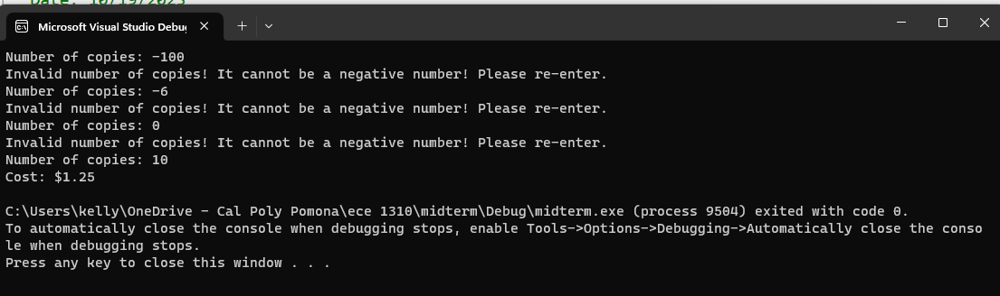 Date: 10/19/2023
Microsoft Visual Studio Debug
Number of copies: -100
Invalid number of copies! It cannot be a negative number! Please re-enter.
Number of copies: -6
Invalid number of copies! It cannot be a negative number! Please re-enter.
Number of copies: 0
Invalid number of copies! It cannot be a negative number! Please re-enter.
Number of copies: 10
Cost: $1.25
C:\Users\kelly\OneDrive - Cal Poly Pomona\ece 1310\midterm\Debug\midterm.exe (process 9504) exited with code 0.
To automatically close the console when debugging stops, enable Tools->Options->Debugging->Automatically close the conso
le when debugging stops.
Press any key to close this window . . .